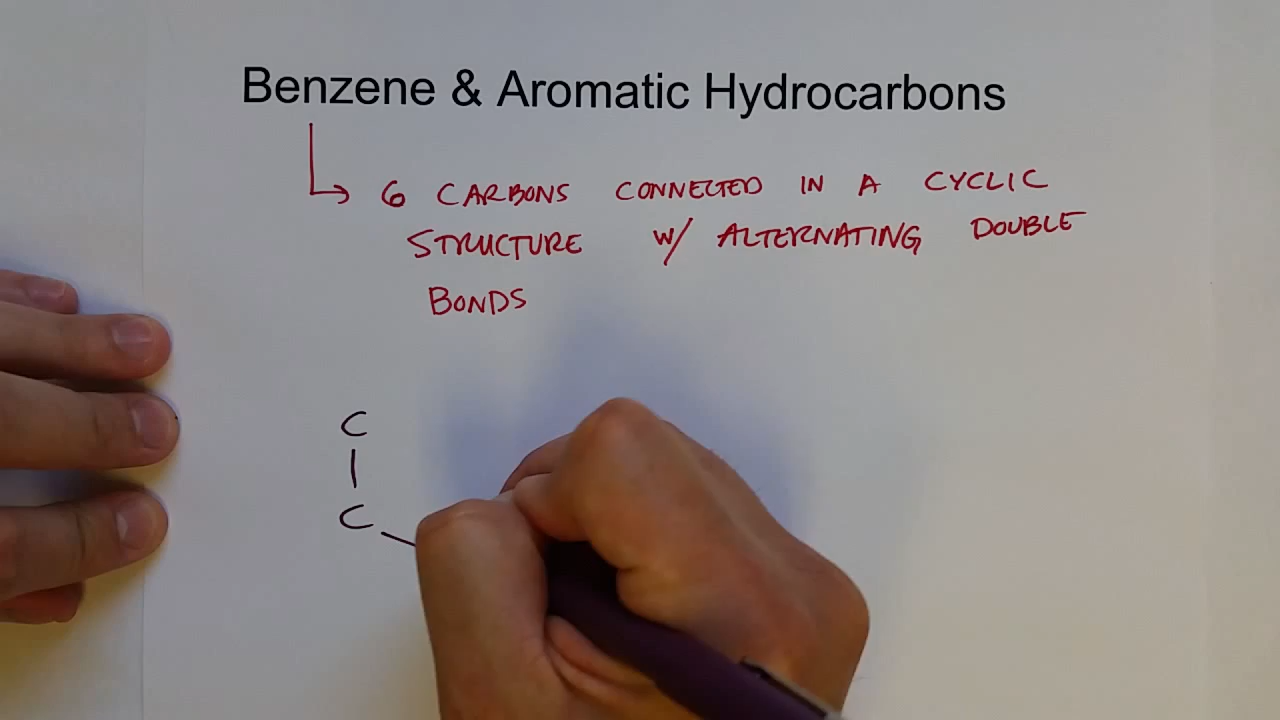 Benzene & Aromatic Hydrocarbons
6 CARBONS CONNECTED IN A CYCLIC
STRUCTURE W/ ALTERNATING DOUBLE
BONDS
C
C